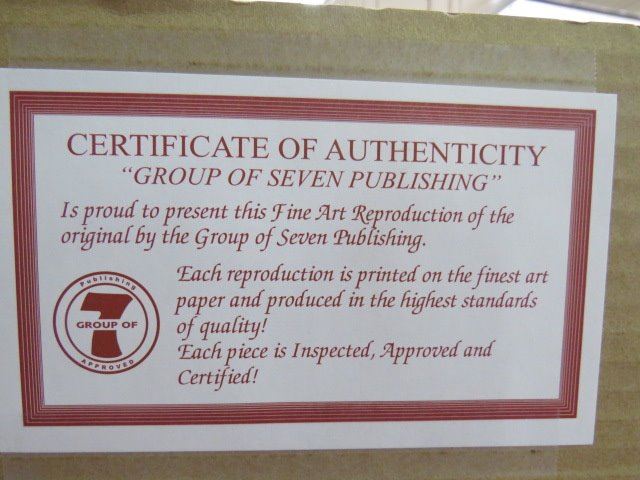 CERTIFICATE OF AUTHENTICITY
"GROUP OF SEVEN PUBLISHING"
Is proud to present this Fine Art Reproduction of the
original by the Group of Seven Publishing.
Each reproduction is printed on the finest art
paper and produced in the highest standards
of quality!
Each piece is Inspected, Approved and
Certified!
Publishing
7
GROUP OF
APPROVED